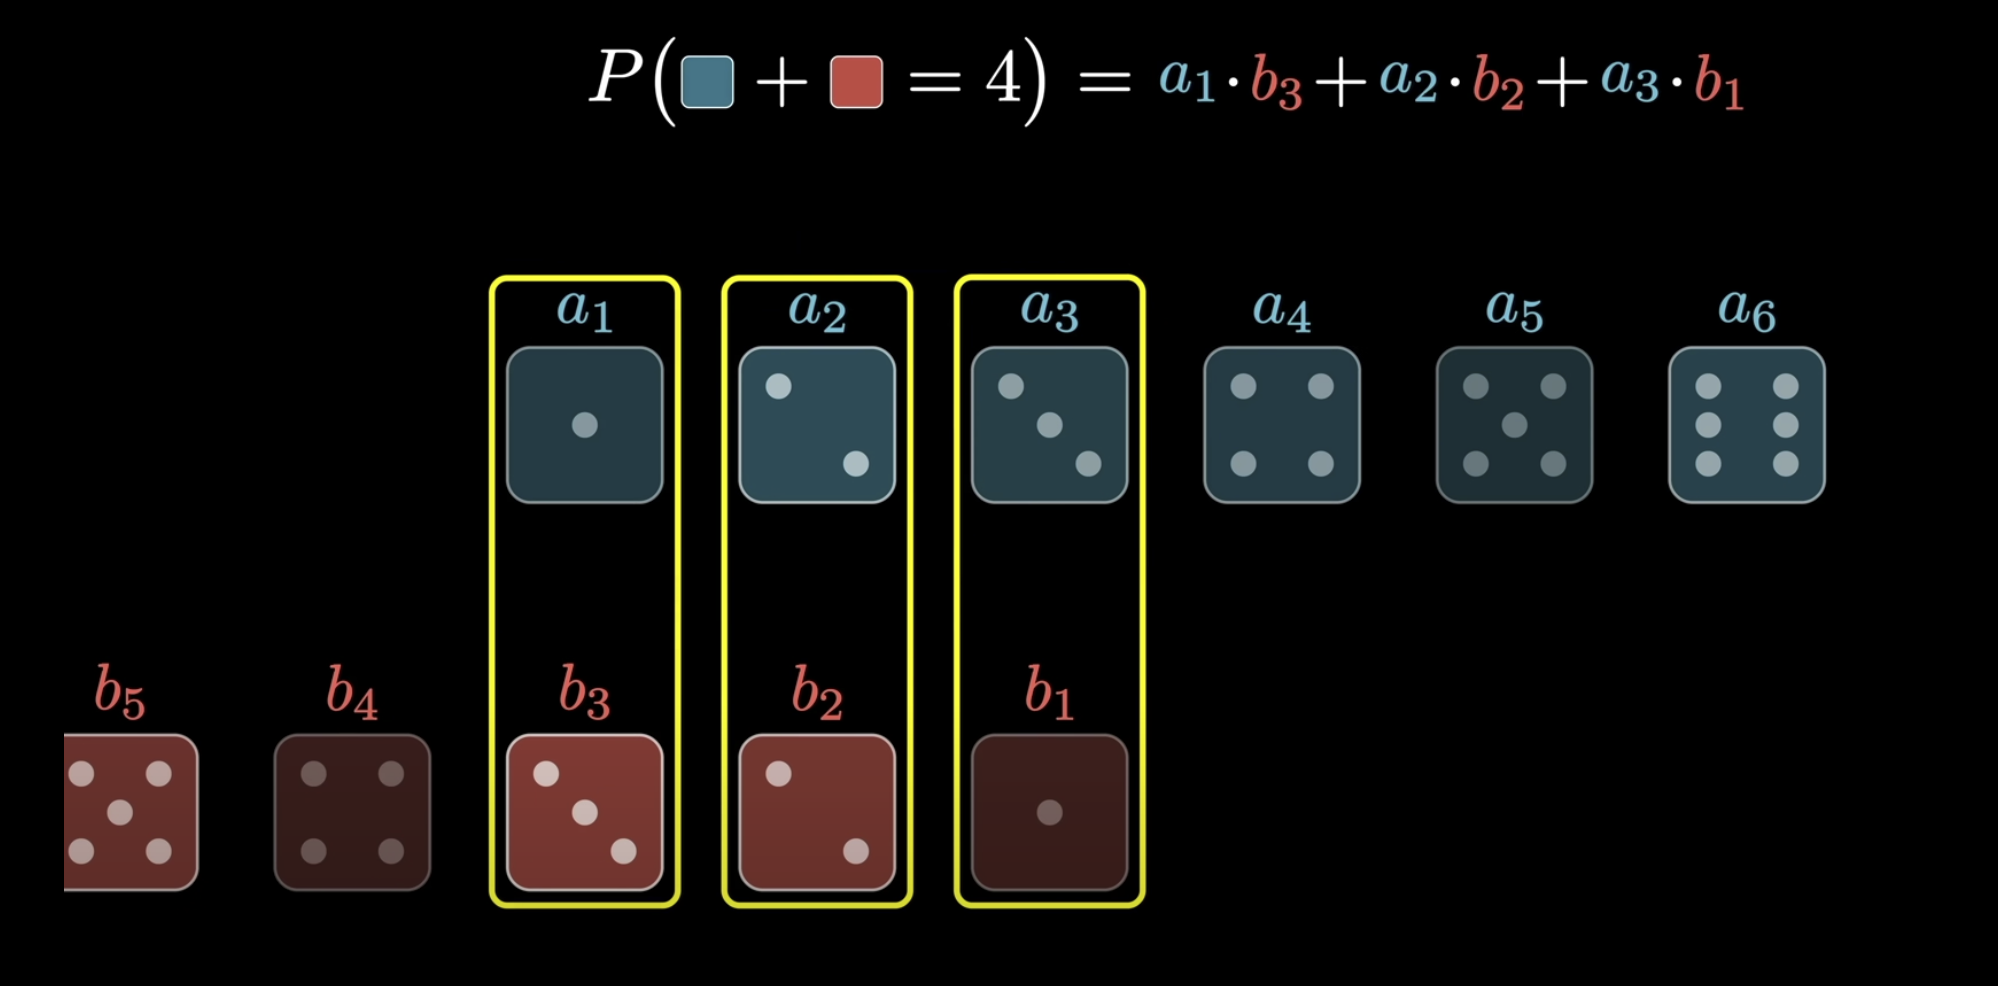 P(□ + □ = 4) = a₁ · b₃ + a₂ · b₂ + a₃ · b₁
a₁ a₂ a₃ a₄ a₅ a₆
b₅ b₄ b₃ b₂ b₁